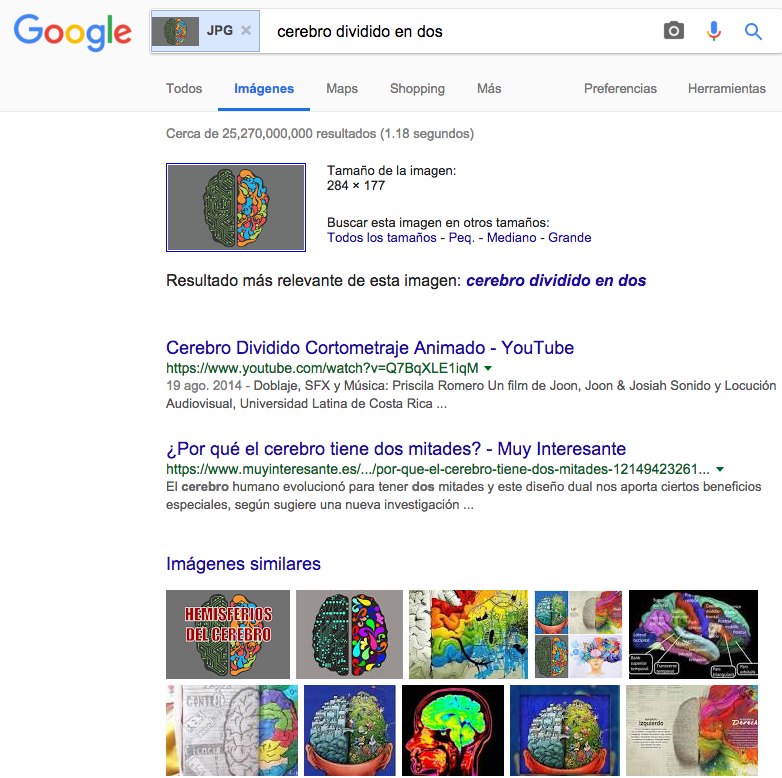 Google
JPG × cerebro dividido en dos
Todos Imágenes Maps Shopping Más Preferencias Herramientas
Cerca de 25,270,000,000 resultados (1.18 segundos)
Tamaño de la imagen:
284 × 177
Buscar esta imagen en otros tamaños:
Todos los tamaños - Peq. - Mediano - Grande
Resultado más relevante de esta imagen: cerebro dividido en dos
Cerebro Dividido Cortometraje Animado - YouTube
https://www.youtube.com/watch?v=Q7BqXLE1iqM
19 ago. 2014 - Doblaje, SFX y Música: Priscila Romero Un film de Joon, Joon & Josiah Sonido y Locución
Audiovisual, Universidad Latina de Costa Rica ...
¿Por qué el cerebro tiene dos mitades? - Muy Interesante
https://www.muyinteresante.es/.../por-que-el-cerebro-tiene-dos-mitades-12149423261...
El cerebro humano evolucionó para tener dos mitades y este diseño dual nos aporta ciertos beneficios
especiales, según sugiere una nueva investigación ...
Imágenes similares
HEMISFERIOS
DEL CEREBRO
Izquierdo